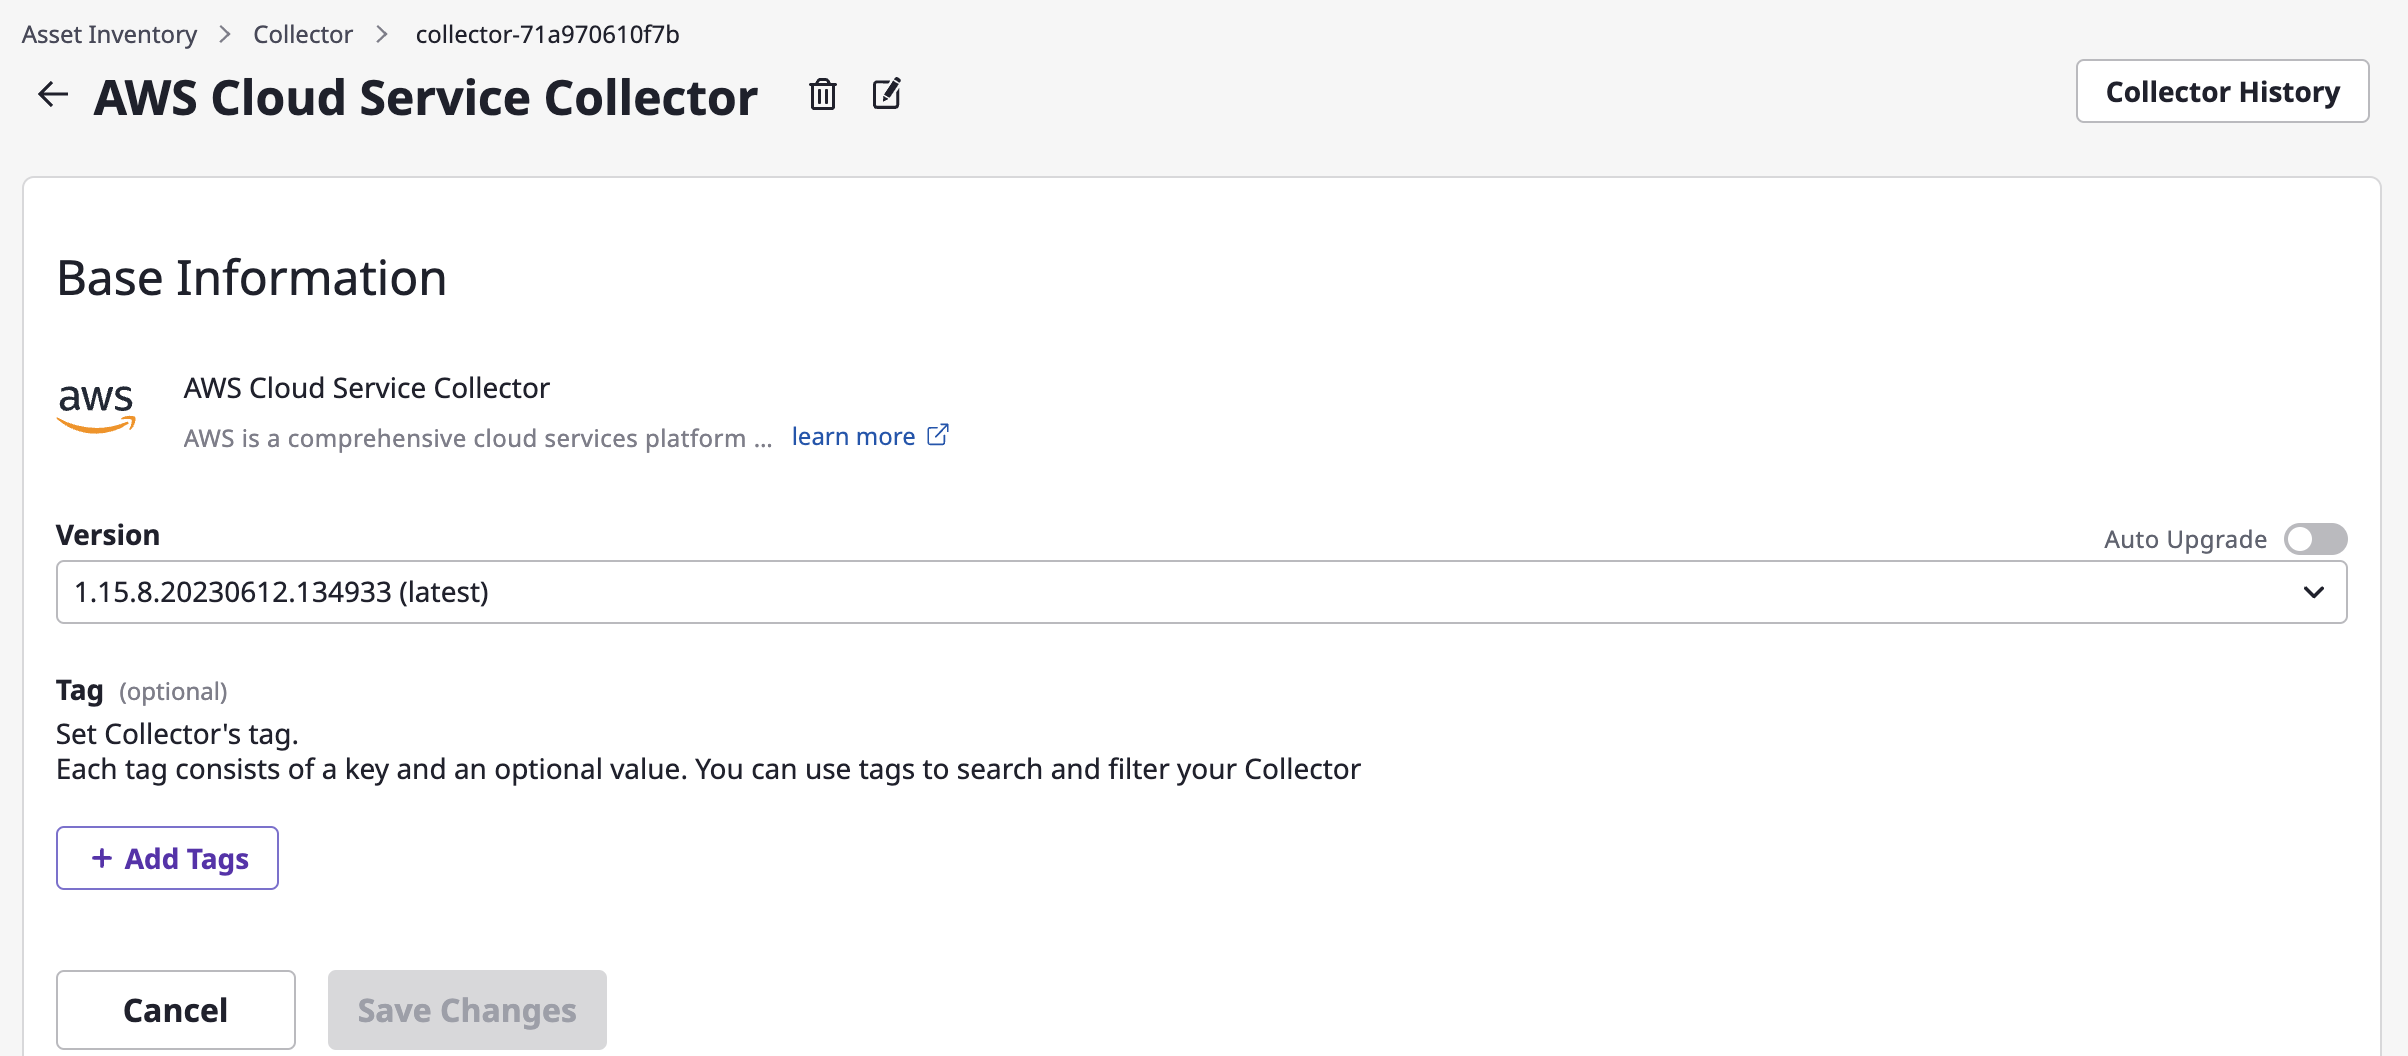 Asset Inventory > Collector > collector-71a970610f7b
AWS Cloud Service Collector
Collector History
Base Information
aws
AWS Cloud Service Collector
AWS is a comprehensive cloud services platform ... learn more
Version
Auto Upgrade
1.15.8.20230612.134933 (latest)
Tag (optional)
Set Collector's tag.
Each tag consists of a key and an optional value. You can use tags to search and filter your Collector
+ Add Tags
Cancel
Save Changes